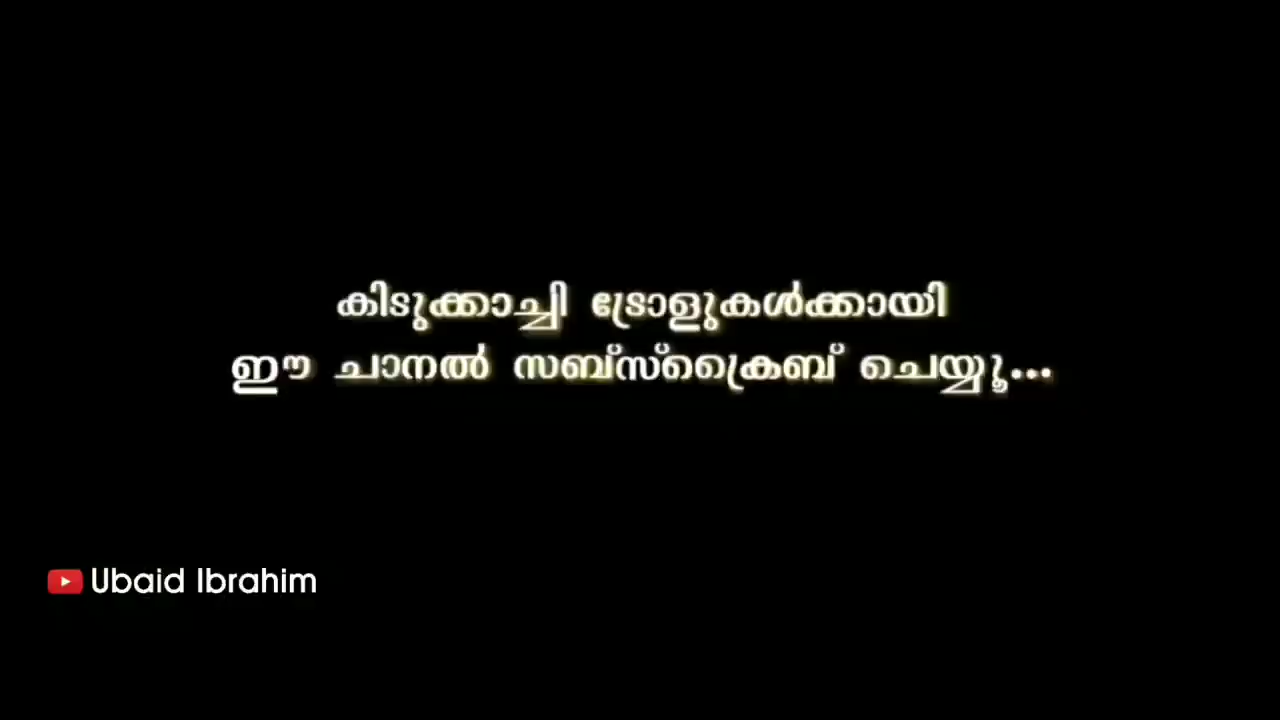 കിടുക്കാച്ചി ട്രോളുകൾക്കായി
ഈ ചാനൽ സബ്സ്ക്രൈബ് ചെയ്യൂ...
Ubaid Ibrahim